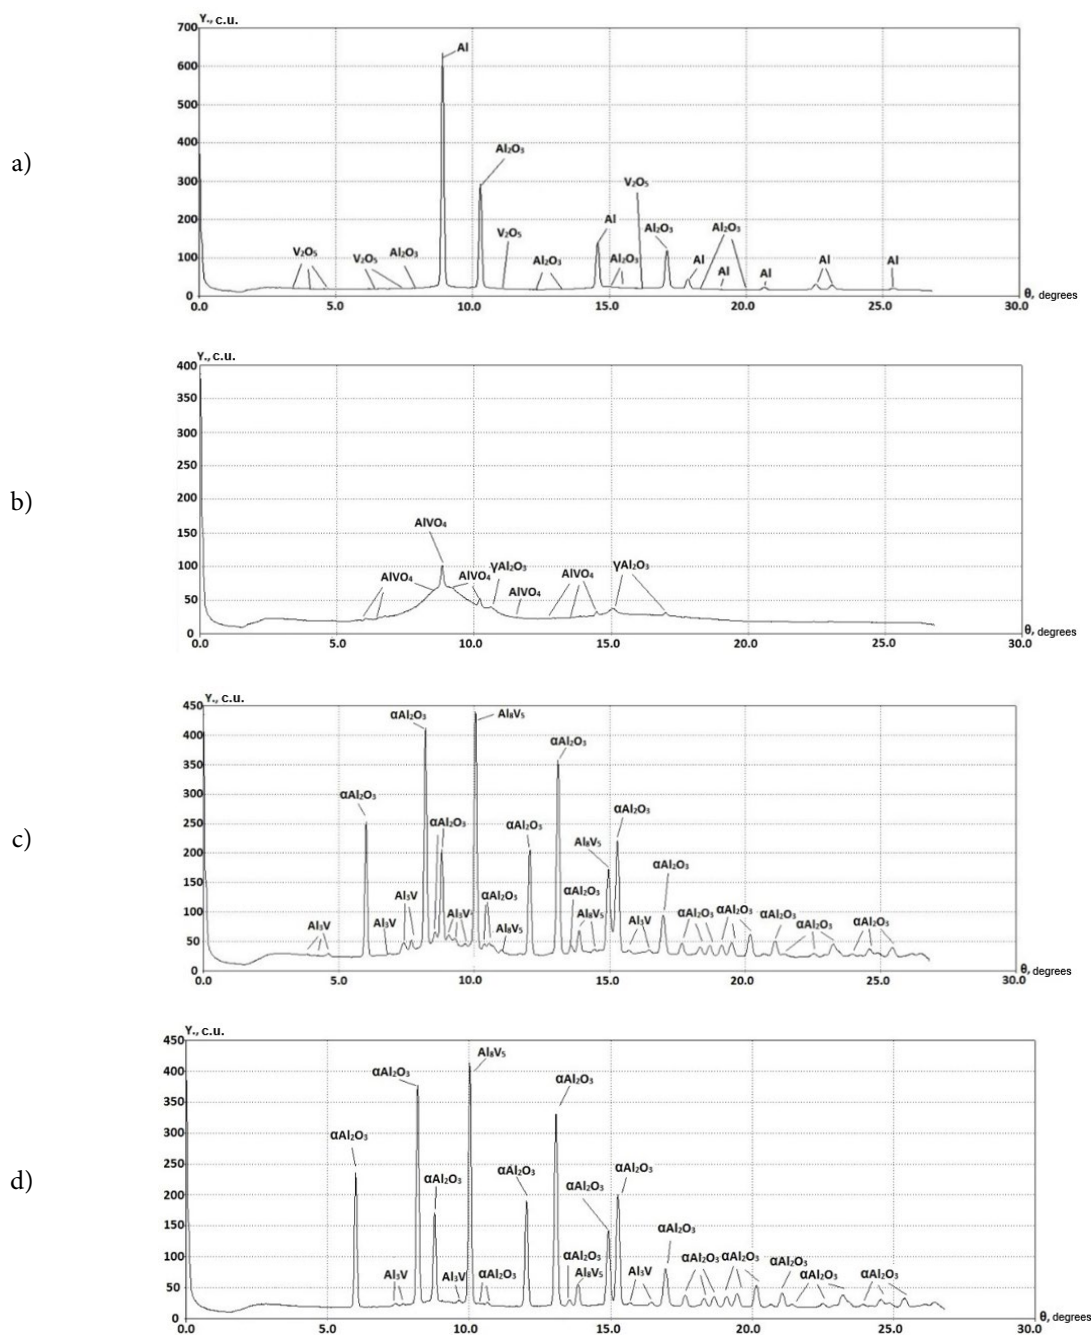 a)
Y., c.u.
700
600
500
400
300
200
100
0
Al
Al₂O₃
V₂O₅
V₂O₅
Al₂O₃
V₂O₅
Al₂O₃
Al
Al₂O₃
V₂O₅
Al₂O₃
Al
Al
Al₂O₃
Al
Al
Al
0.0 5.0 10.0 15.0 20.0 25.0 30.0
θ, degrees
b)
Y., c.u.
400
350
300
250
200
150
100
50
0
AlVO₄
AlVO₄
AlVO₄
γAl₂O₃
AlVO₄
AlVO₄
γAl₂O₃
0.0 5.0 10.0 15.0 20.0 25.0 30.0
θ, degrees
c)
Y., c.u.
450
400
350
300
250
200
150
100
50
0
Al₃V
αAl₂O₃
Al₃V
Al₃V
αAl₂O₃
αAl₂O₃
Al₃V
Al₈V₅
αAl₂O₃
Al₈V₅
αAl₂O₃
αAl₂O₃
αAl₂O₃
Al₈V₅
Al₈V₅
αAl₂O₃
Al₃V
αAl₂O₃
αAl₂O₃
αAl₂O₃
αAl₂O₃
αAl₂O₃
αAl₂O₃
0.0 5.0 10.0 15.0 20.0 25.0 30.0
θ, degrees
d)
Y., c.u.
450
400
350
300
250
200
150
100
50
0
αAl₂O₃
Al₃V
αAl₂O₃
αAl₂O₃
Al₃V
Al₈V₅
αAl₂O₃
αAl₂O₃
αAl₂O₃
αAl₂O₃
Al₈V₅
αAl₂O₃
αAl₂O₃
Al₃V
αAl₂O₃
αAl₂O₃
αAl₂O₃
αAl₂O₃
αAl₂O₃
αAl₂O₃
0.0 5.0 10.0 15.0 20.0 25.0 30.0
θ, degrees